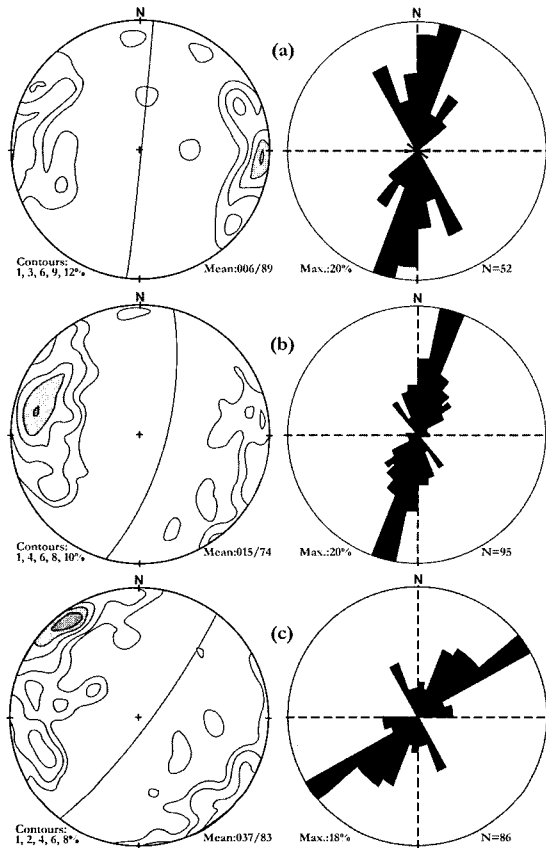 N
N
(a)
Contours:
1, 3, 6, 9, 12%
Mean:006/89
Max.:20%
N=52
N
N
(b)
Contours:
1, 4, 6, 8, 10%
Mean:015/74
Max.:20%
N=95
N
N
(c)
Contours:
1, 2, 4, 6, 8%
Mean:037/83
Max.:18%
N=86